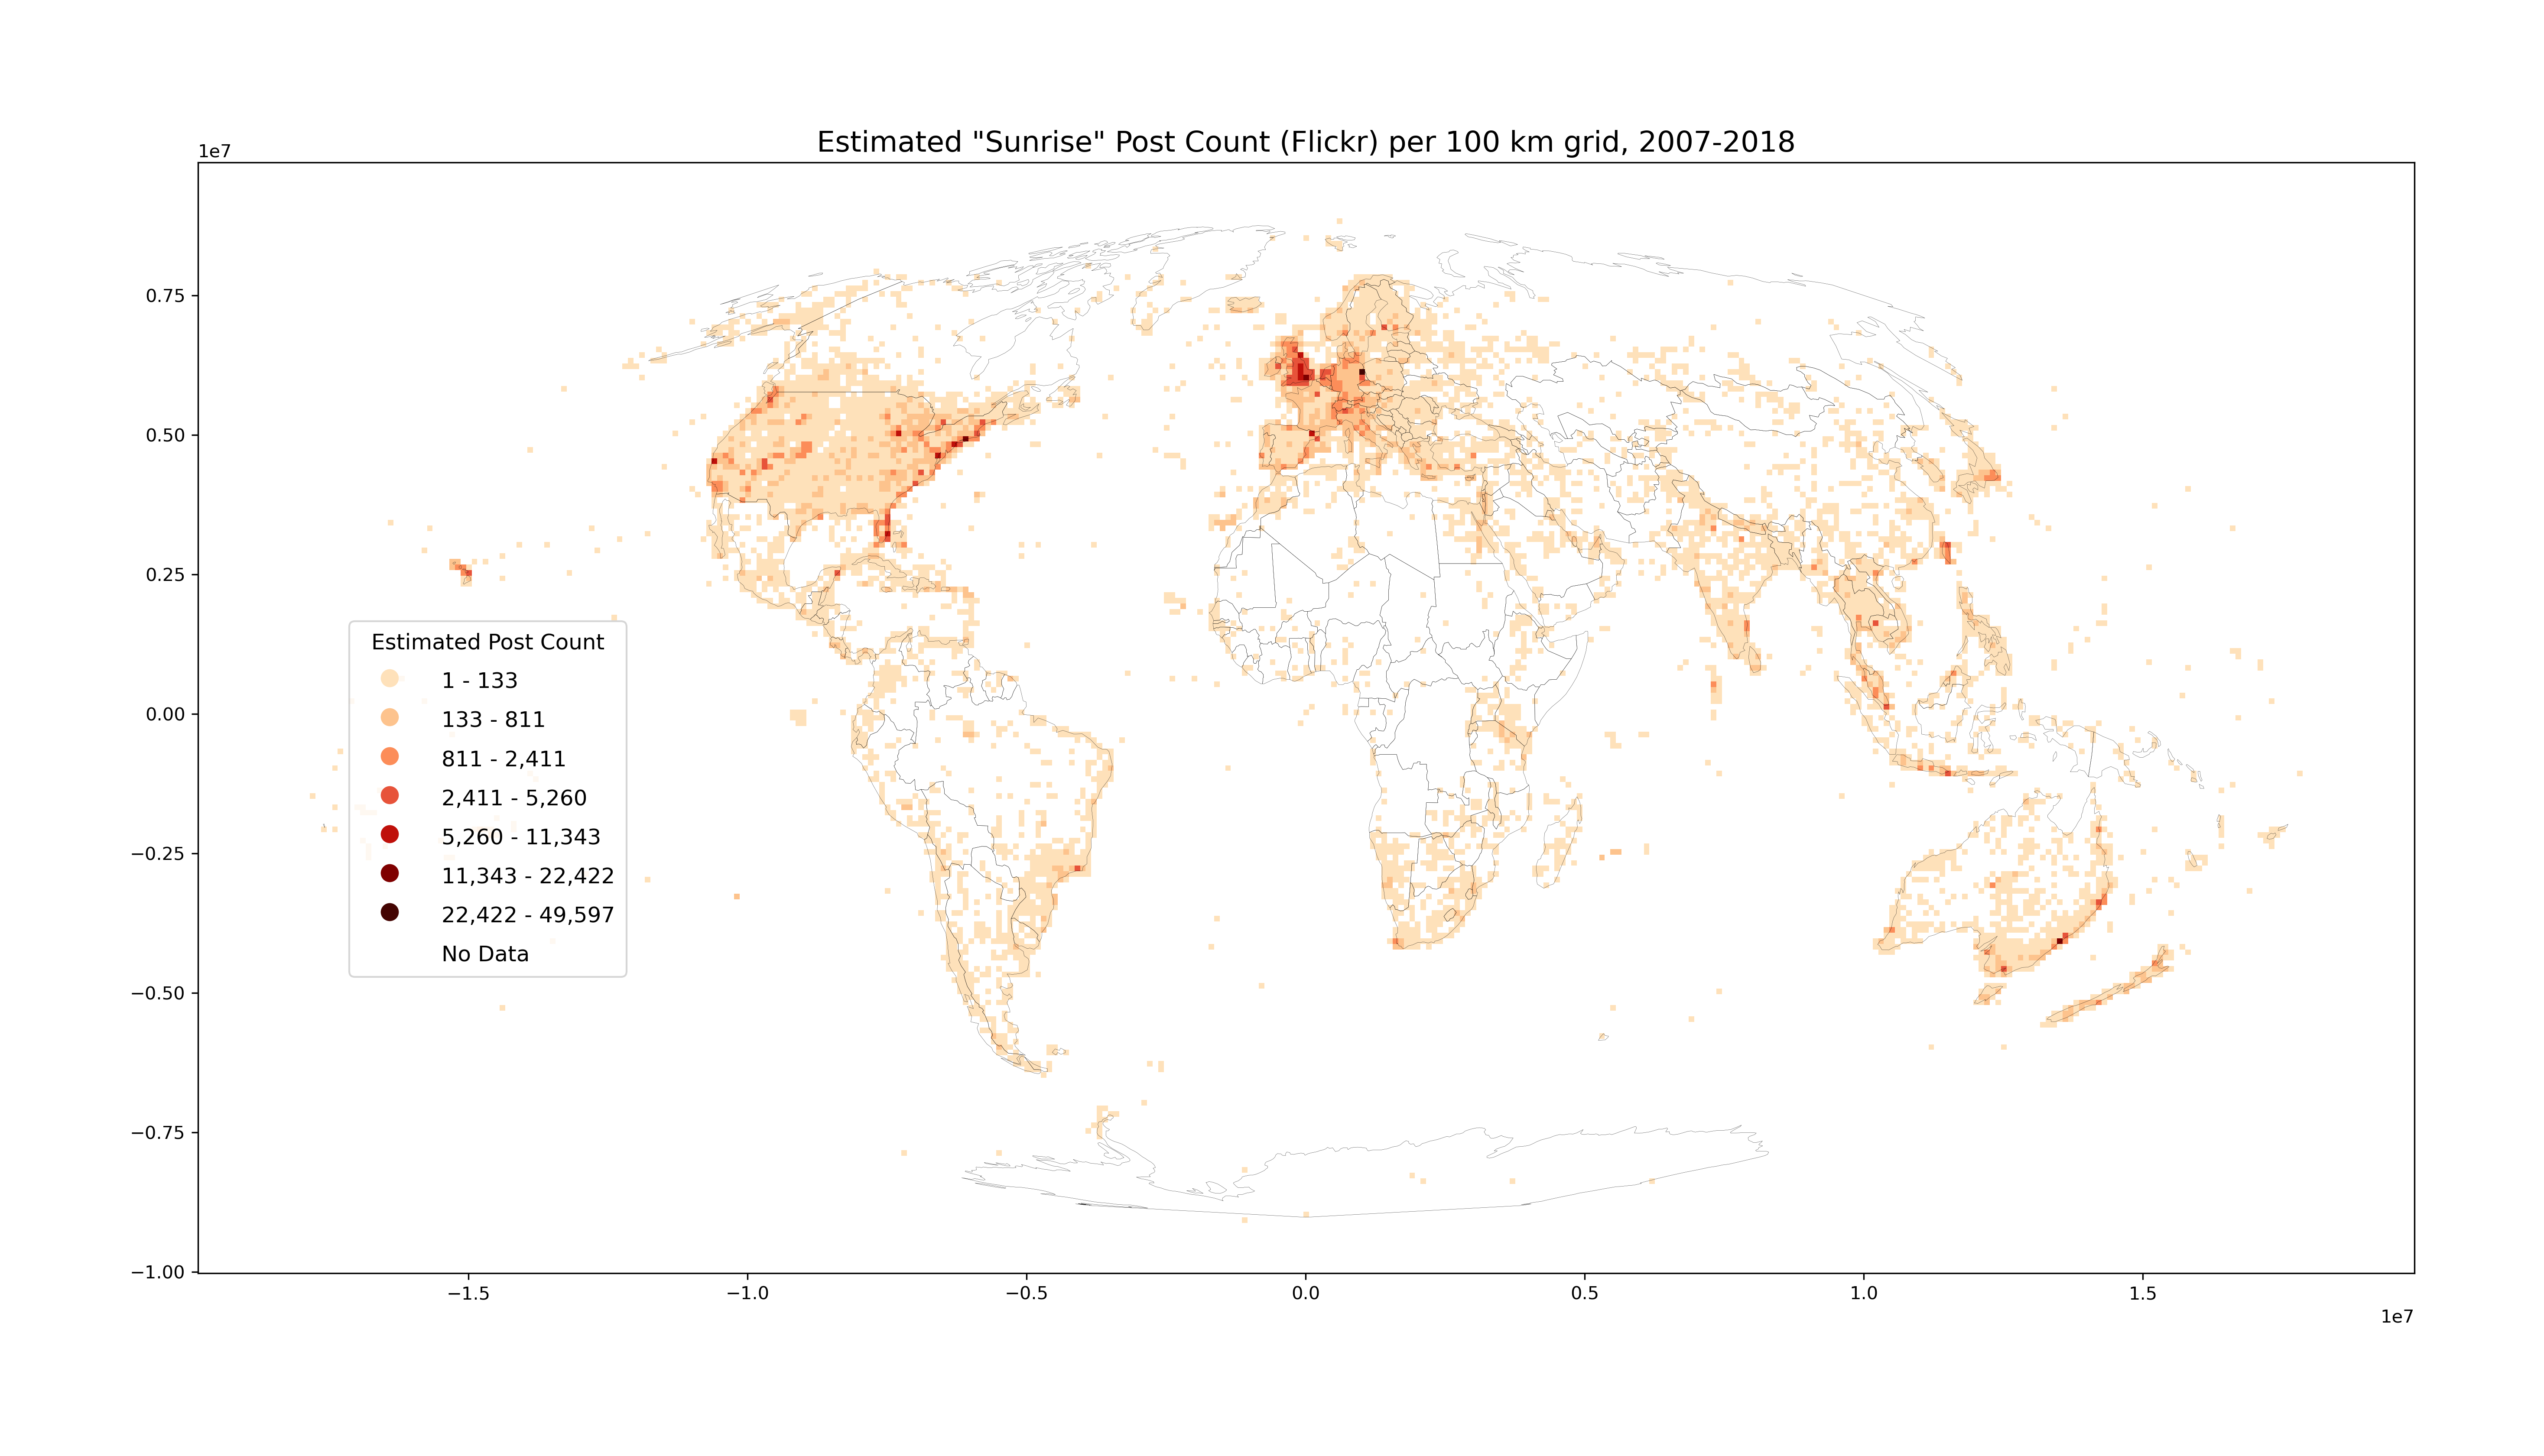 Estimated "Sunrise" Post Count (Flickr) per 100 km grid, 2007-2018
1e7
0.75
0.50
0.25
0.00
−0.25
−0.50
−0.75
−1.00
Estimated Post Count
1 - 133
133 - 811
811 - 2,411
2,411 - 5,260
5,260 - 11,343
11,343 - 22,422
22,422 - 49,597
No Data
−1.5 −1.0 −0.5 0.0 0.5 1.0 1.5
1e7